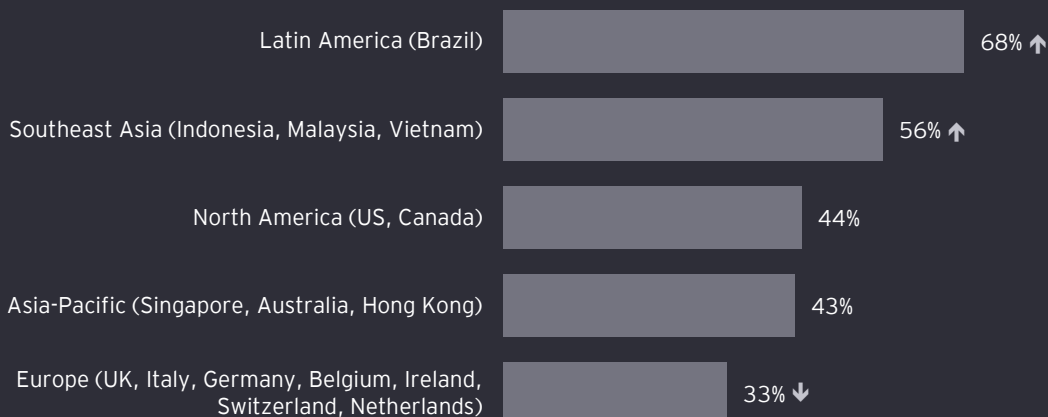 Latin America (Brazil) 68% ↑
Southeast Asia (Indonesia, Malaysia, Vietnam) 56% ↑
North America (US, Canada) 44%
Asia-Pacific (Singapore, Australia, Hong Kong) 43%
Europe (UK, Italy, Germany, Belgium, Ireland,
Switzerland, Netherlands) 33% ↓